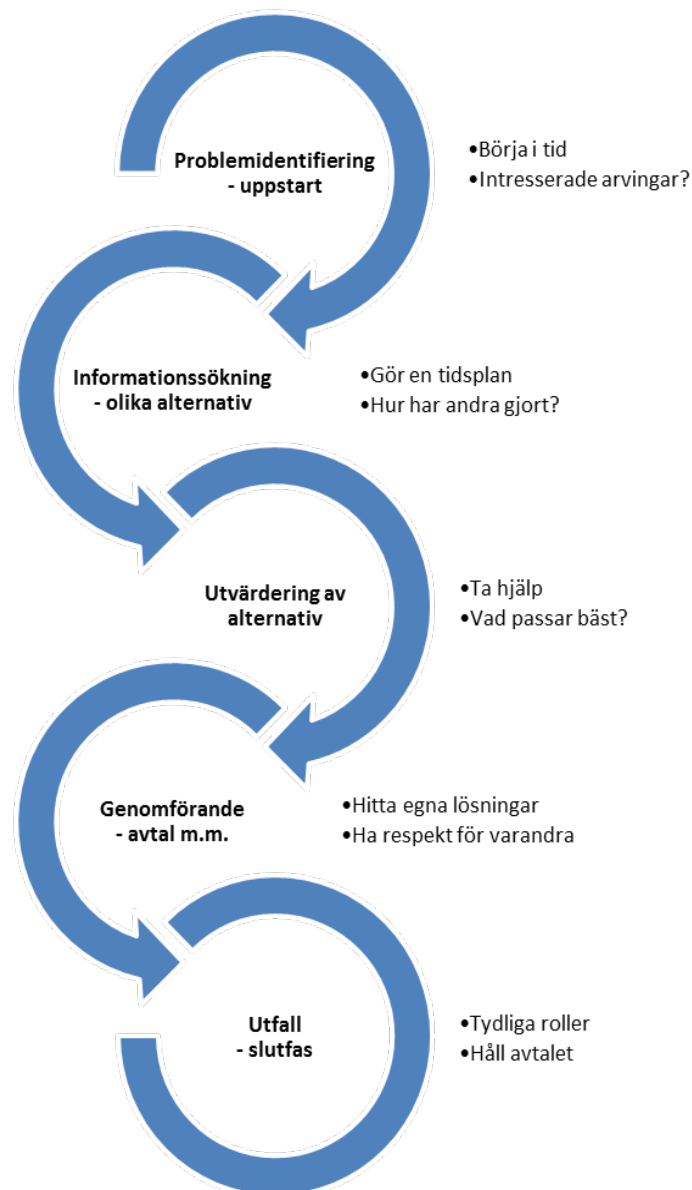 Problemidentifiering
- uppstart
•Börja i tid
•Intresserade arvingar?
Informationssökning
- olika alternativ
•Gör en tidsplan
•Hur har andra gjort?
Utvärdering av
alternativ
•Ta hjälp
•Vad passar bäst?
Genomförande
- avtal m.m.
•Hitta egna lösningar
•Ha respekt för varandra
Utfall
- slutfas
•Tydliga roller
•Håll avtalet